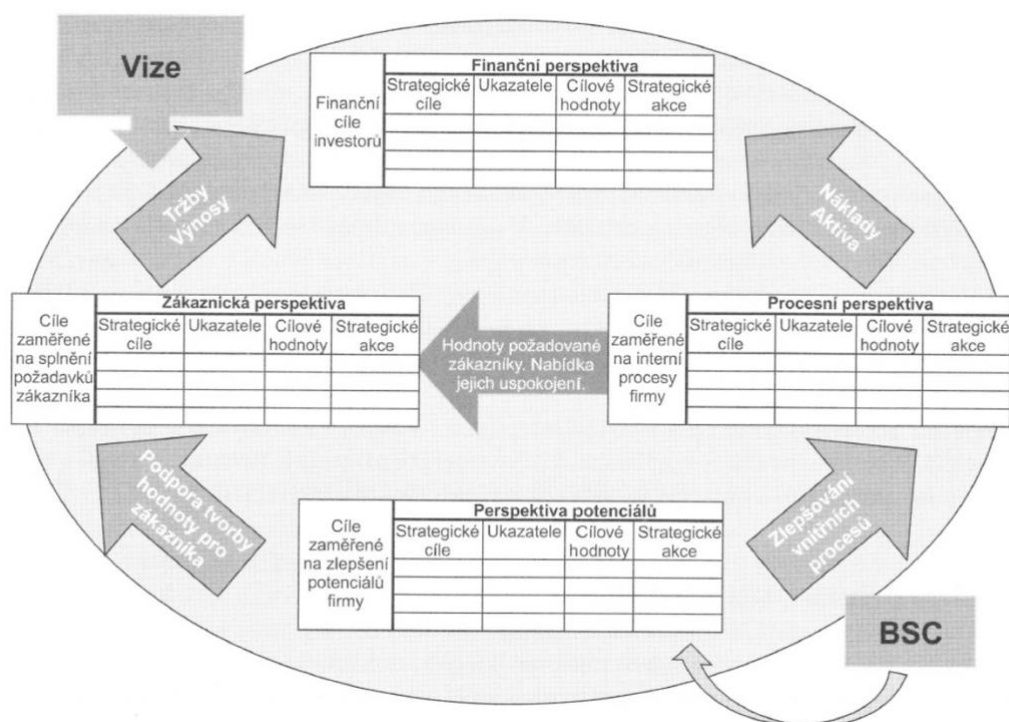 Vize
Finanční
cíle
investorů
Finanční perspektiva
Strategické
cíle
Ukazatele
Cílové
hodnoty
Strategické
akce
Tržby
Výnosy
Náklady
Aktiva
Cíle
zaměřené
na splnění
požadavků
zákazníka
Zákaznická perspektiva
Strategické
cíle
Ukazatele
Cílové
hodnoty
Strategické
akce
Hodnoty požadované
zákazníky. Nabídka
jejich uspokojení.
Cíle
zaměřené
na interní
procesy
firmy
Procesní perspektiva
Strategické
cíle
Ukazatele
Cílové
hodnoty
Strategické
akce
Podpora tvorby
hodnoty pro
zákazníka
Cíle
zaměřené
na zlepšení
potenciálů
firmy
Perspektiva potenciálů
Strategické
cíle
Ukazatele
Cílové
hodnoty
Strategické
akce
Zlepšování
vnitřních
procesů
BSC